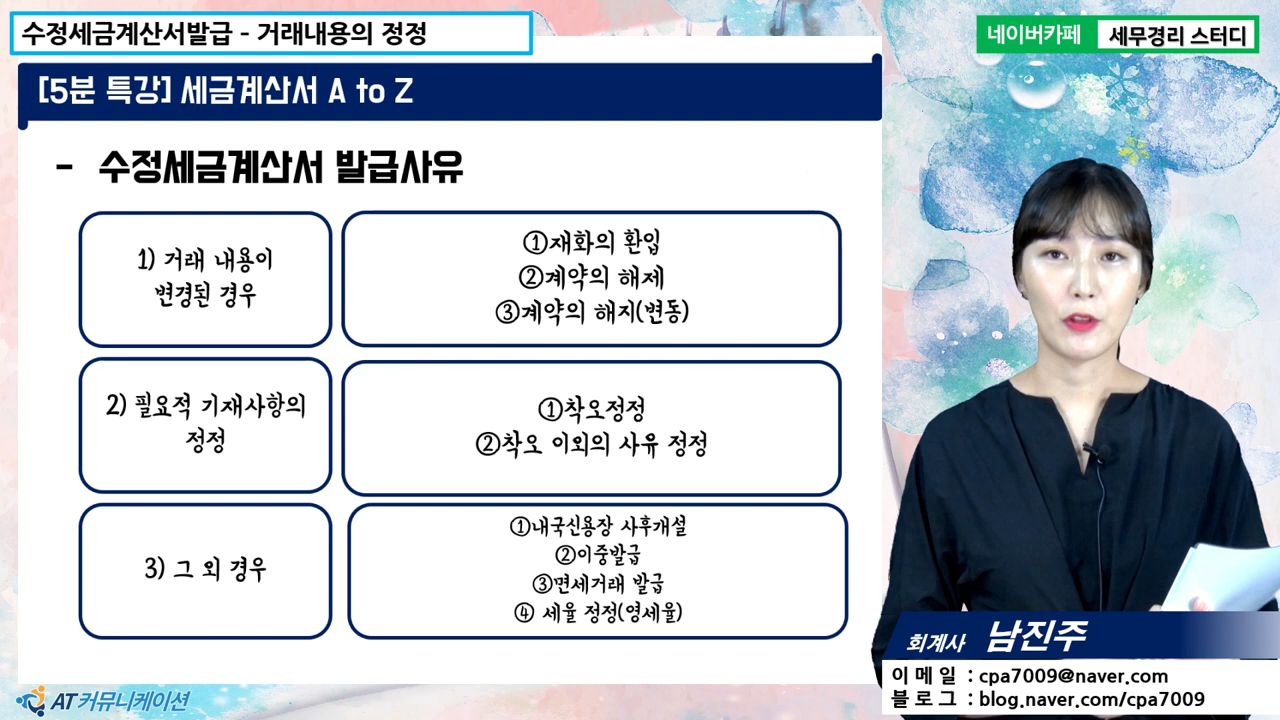 수정세금계산서발급 - 거래내용의 정정
네이버카페 세무경리 스터디
[5분 특강] 세금계산서 A to Z
- 수정세금계산서 발급사유
1) 거래 내용이
변경된 경우
①재화의 환입
②계약의 해제
③계약의 해지(변동)
2) 필요적 기재사항의
정정
①착오정정
②착오 이외의 사유 정정
3) 그 외 경우
①내국신용장 사후개설
②이중발급
③면세거래 발급
④ 세율 정정(영세율)
회계사 남진주
이 메 일 : cpa7009@naver.com
블 로 그 : blog.naver.com/cpa7009
AT커뮤니케이션